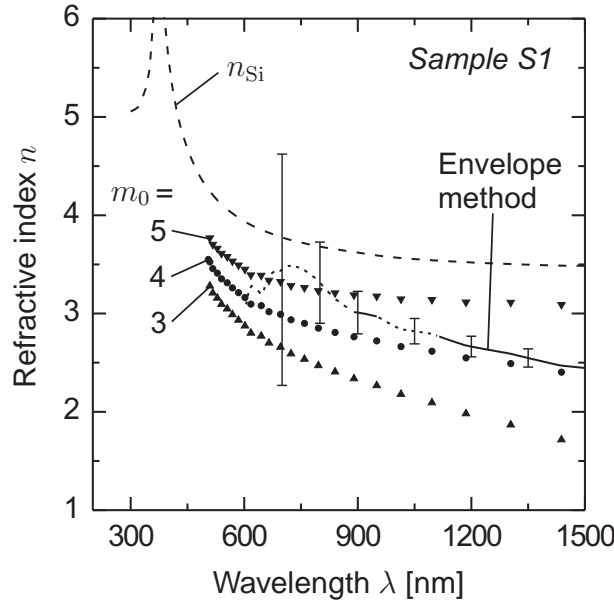 Sample S1
n_Si
Envelope
method
m_0 =
5
4
3
Refractive index n
6
5
4
3
2
1
300
600
900
1200
1500
Wavelength λ [nm]